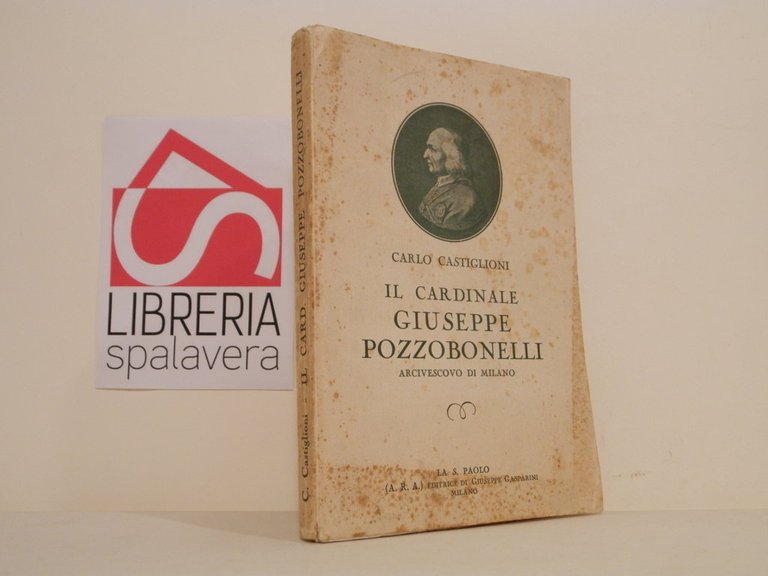 LIBRERIA
spalavera
C. Castiglioni - IL CARD. GIUSEPPE POZZOBONELLI
CARLO CASTIGLIONI
IL CARDINALE
GIUSEPPE
POZZOBONELLI
ARCIVESCOVO DI MILANO
LA S. PAOLO
(A. R. A.) EDITRICE DI GIUSEPPE GASPARINI
MILANO